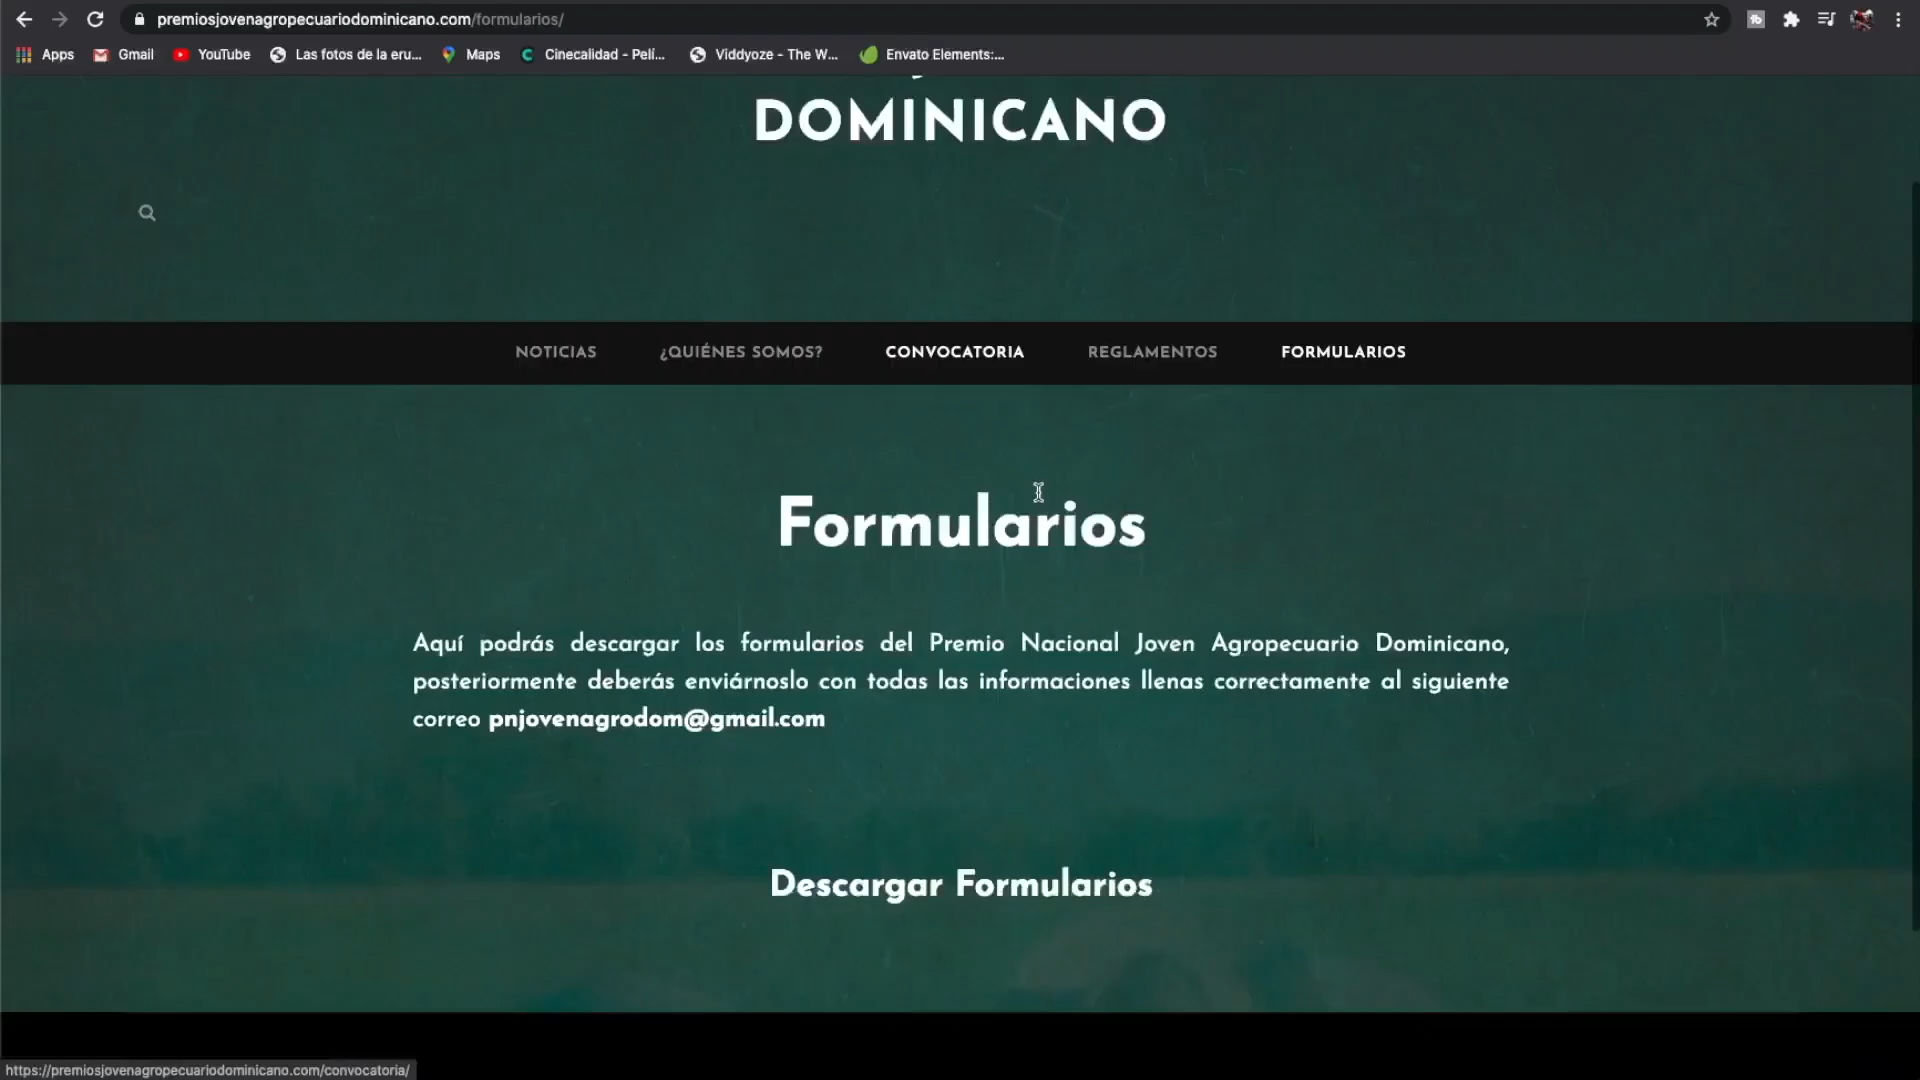 premiosjovenagropecuariodominicano.com/formularios/
Apps Gmail YouTube Las fotos de la eru... Maps Cinecalidad - Pelí... Viddyoze - The W... Envato Elements:...
DOMINICANO
NOTICIAS ¿QUIÉNES SOMOS? CONVOCATORIA REGLAMENTOS FORMULARIOS
Formularios
Aquí podrás descargar los formularios del Premio Nacional Joven Agropecuario Dominicano,
posteriormente deberás enviárnoslo con todas las informaciones llenas correctamente al siguiente
correo pnjovenagrodom@gmail.com
Descargar Formularios
https://premiosjovenagropecuariodominicano.com/convocatoria/